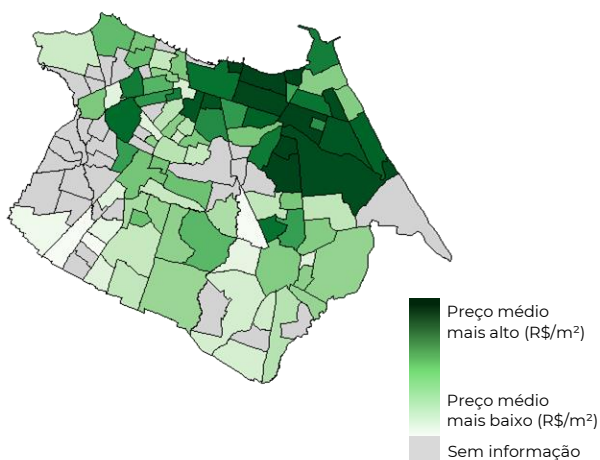 Preço médio
mais alto (R$/m²)
Preço médio
mais baixo (R$/m²)
Sem informação